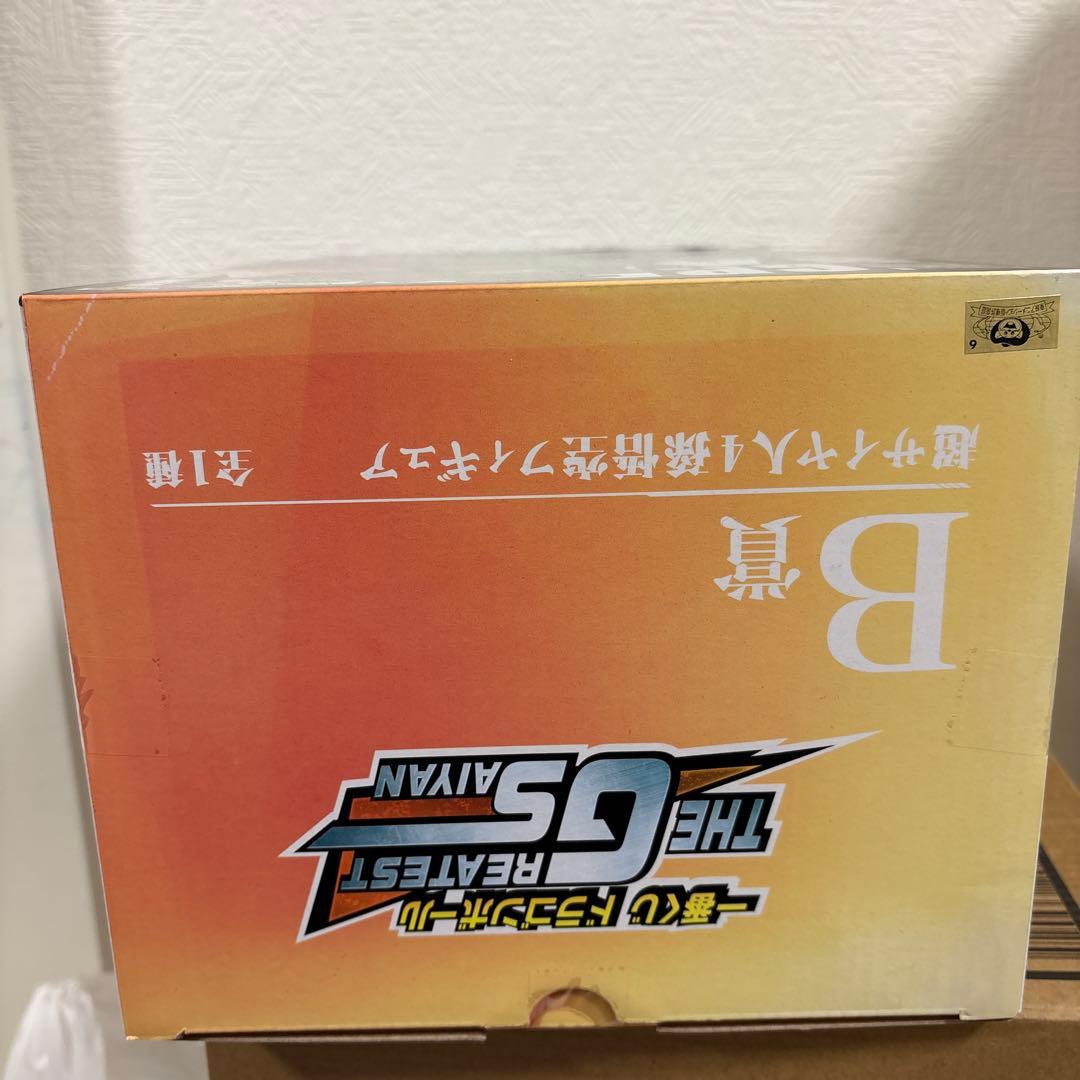 一番くじ ドラゴンボール
THE GREATEST SAIYAN
B賞
超サイヤ人4孫悟空フィギュア 全1種
9